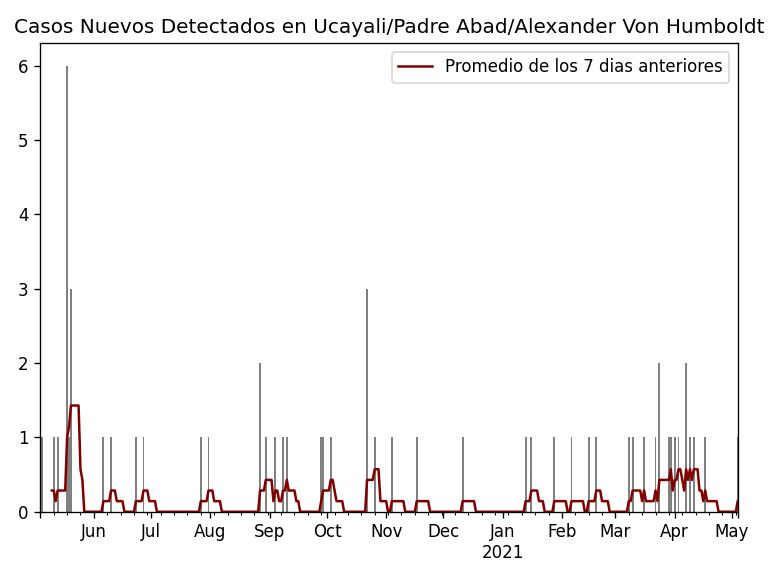 Casos Nuevos Detectados en Ucayali/Padre Abad/Alexander Von Humboldt
Promedio de los 7 dias anteriores
6
5
4
3
2
1
0
Jun Jul Aug Sep Oct Nov Dec Jan Feb Mar Apr May
2021